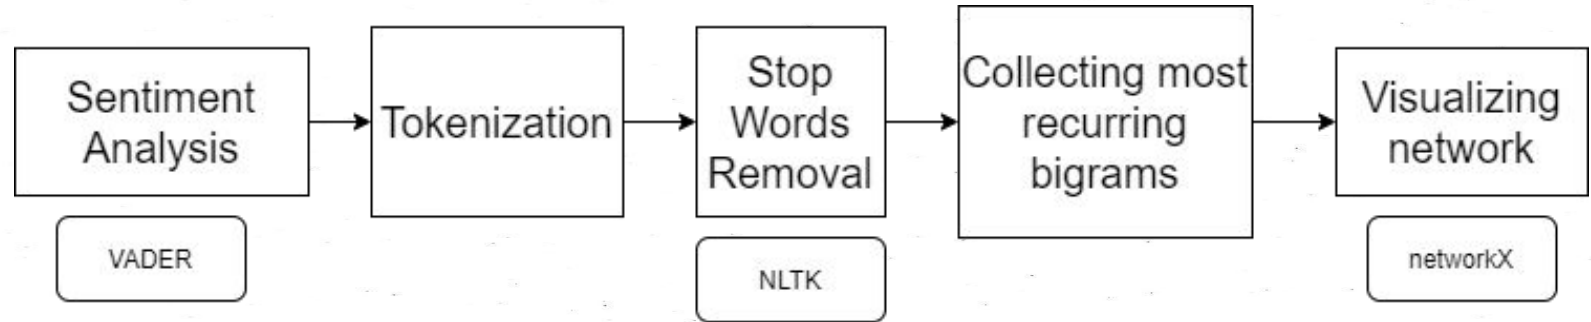 Sentiment
Analysis
Tokenization
Stop
Words
Removal
Collecting most
recurring
bigrams
Visualizing
network
VADER
NLTK
networkX